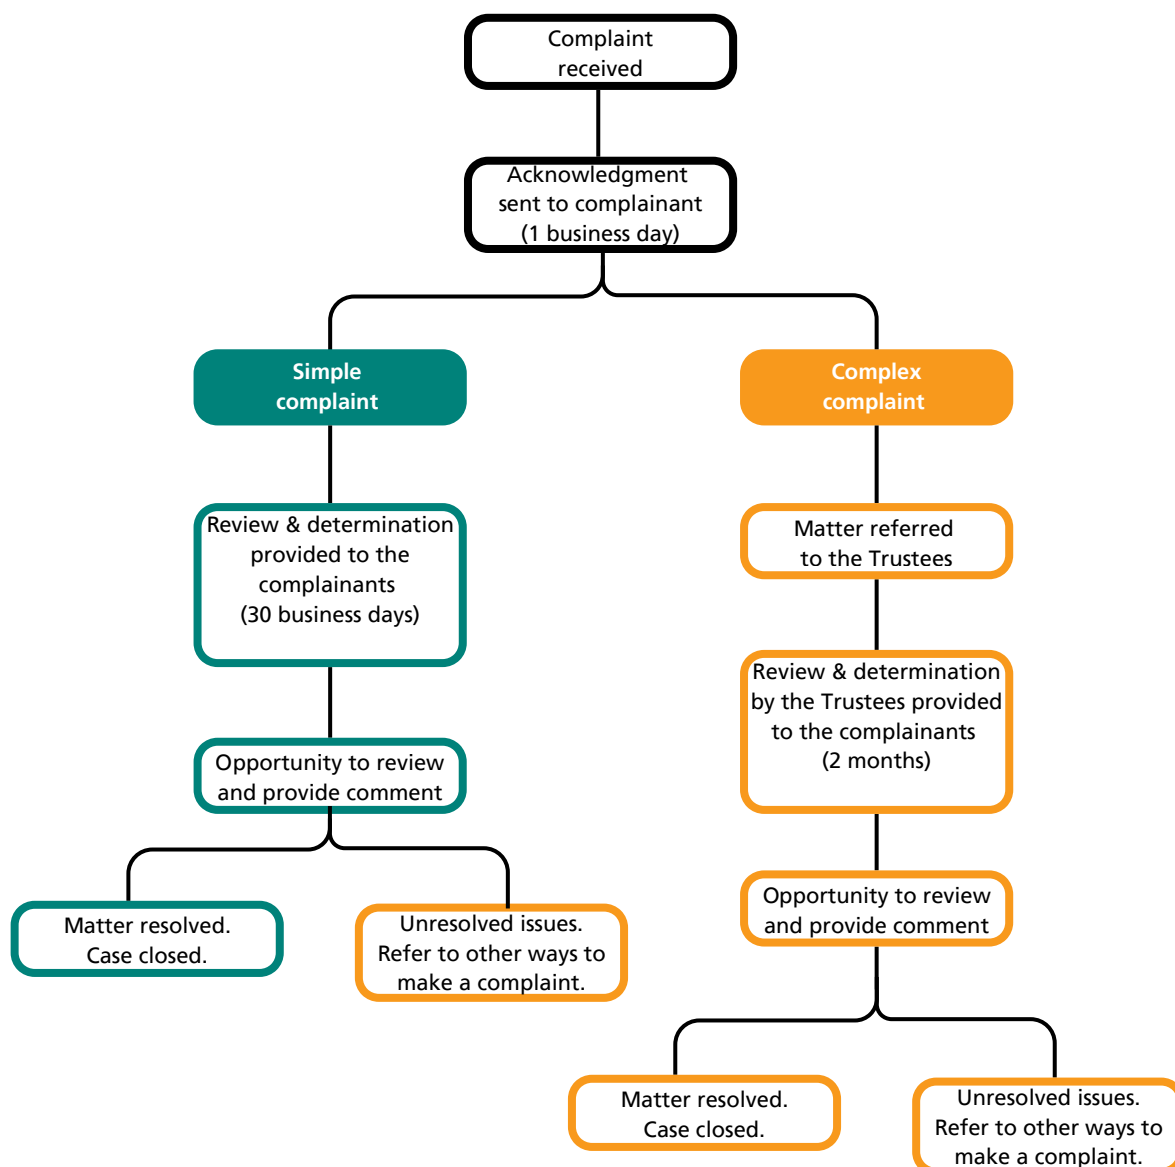 Complaint
received
Acknowledgment
sent to complainant
(1 business day)
Simple
complaint
Review & determination
provided to the
complainants
(30 business days)
Opportunity to review
and provide comment
Matter resolved.
Case closed.
Unresolved issues.
Refer to other ways to
make a complaint.
Complex
complaint
Matter referred
to the Trustees
Review & determination
by the Trustees provided
to the complainants
(2 months)
Opportunity to review
and provide comment
Matter resolved.
Case closed.
Unresolved issues.
Refer to other ways to
make a complaint.